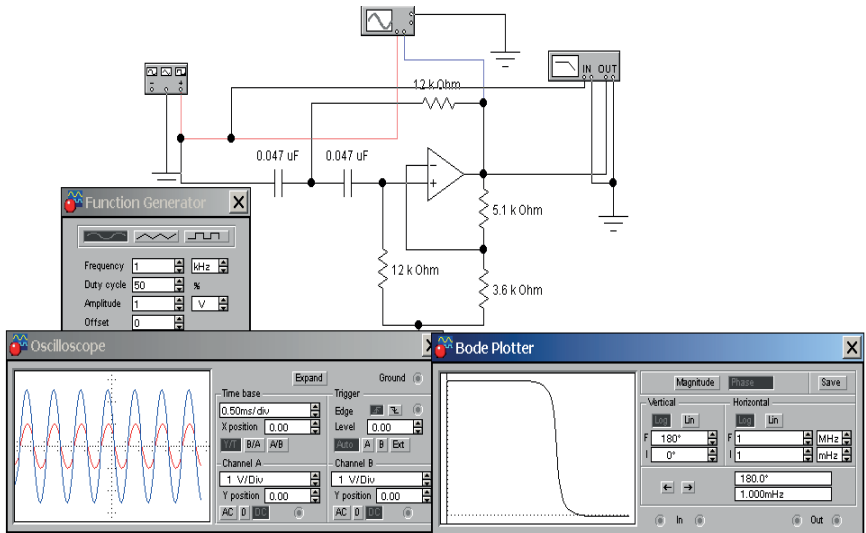 IN OUT
12 k Ohm
- +
0.047 uF 0.047 uF
-
+
5.1 k Ohm
12 k Ohm
3.6 k Ohm
Function Generator X
Frequency 1 kHz
Duty cycle 50 %
Amplitude 1 V
Offset 0
Oscilloscope
Expand Ground
Time base
0.50ms/div
X position 0.00
Y/T B/A A/B
Trigger
Edge
Level 0.00
Auto A B Ext
Channel A
1 V/Div
Y position 0.00
AC 0 DC
Channel B
1 V/Div
Y position 0.00
AC 0 DC
Bode Plotter X
Magnitude Phase Save
Vertical
Log Lin
F 180°
I 0°
Horizontal
Log Lin
F 1 MHz
I 1 mHz
← → 180.0°
1.000mHz
In Out